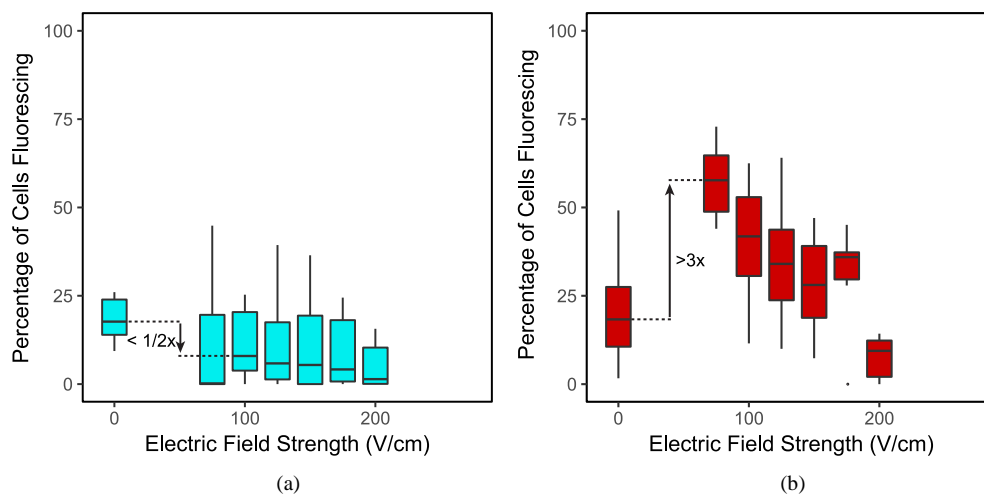 Percentage of Cells Fluorescing
100
75
50
25
0
< 1/2x
0
100
200
Electric Field Strength (V/cm)
(a)
Percentage of Cells Fluorescing
100
75
50
25
0
>3x
0
100
200
Electric Field Strength (V/cm)
(b)